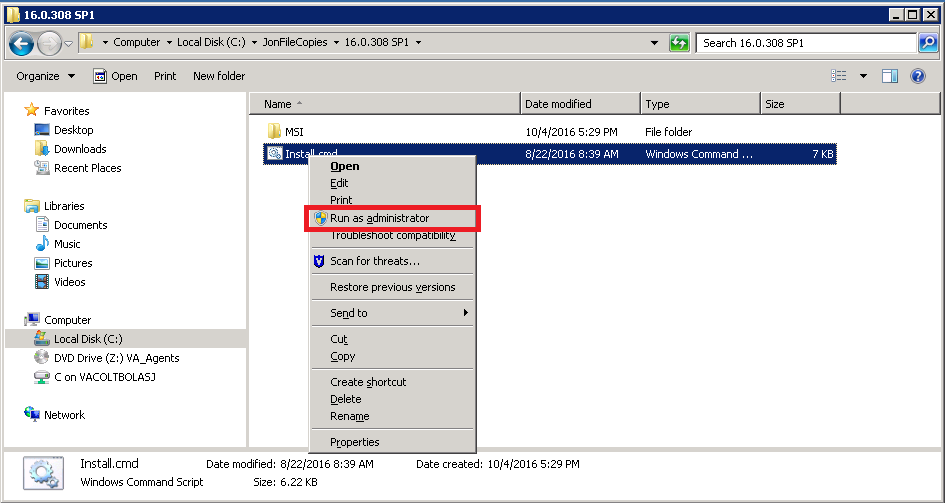 16.0.308 SP1
Computer Local Disk (C:) JonFileCopies 16.0.308 SP1 Search 16.0.308 SP1
Organize Open Print New folder
Name Date modified Type Size
MSI 10/4/2016 5:29 PM File folder
Install.cmd 8/22/2016 8:39 AM Windows Command ... 7 KB
Favorites
Desktop
Downloads
Recent Places
Libraries
Documents
Music
Pictures
Videos
Computer
Local Disk (C:)
DVD Drive (Z:) VA_Agents
C on VACOLTBOLASJ
Network
Open
Edit
Print
Run as administrator
Troubleshoot compatibility
Scan for threats...
Restore previous versions
Send to
Cut
Copy
Create shortcut
Delete
Rename
Properties
Install.cmd Date modified: 8/22/2016 8:39 AM Date created: 10/4/2016 5:29 PM
Windows Command Script Size: 6.22 KB